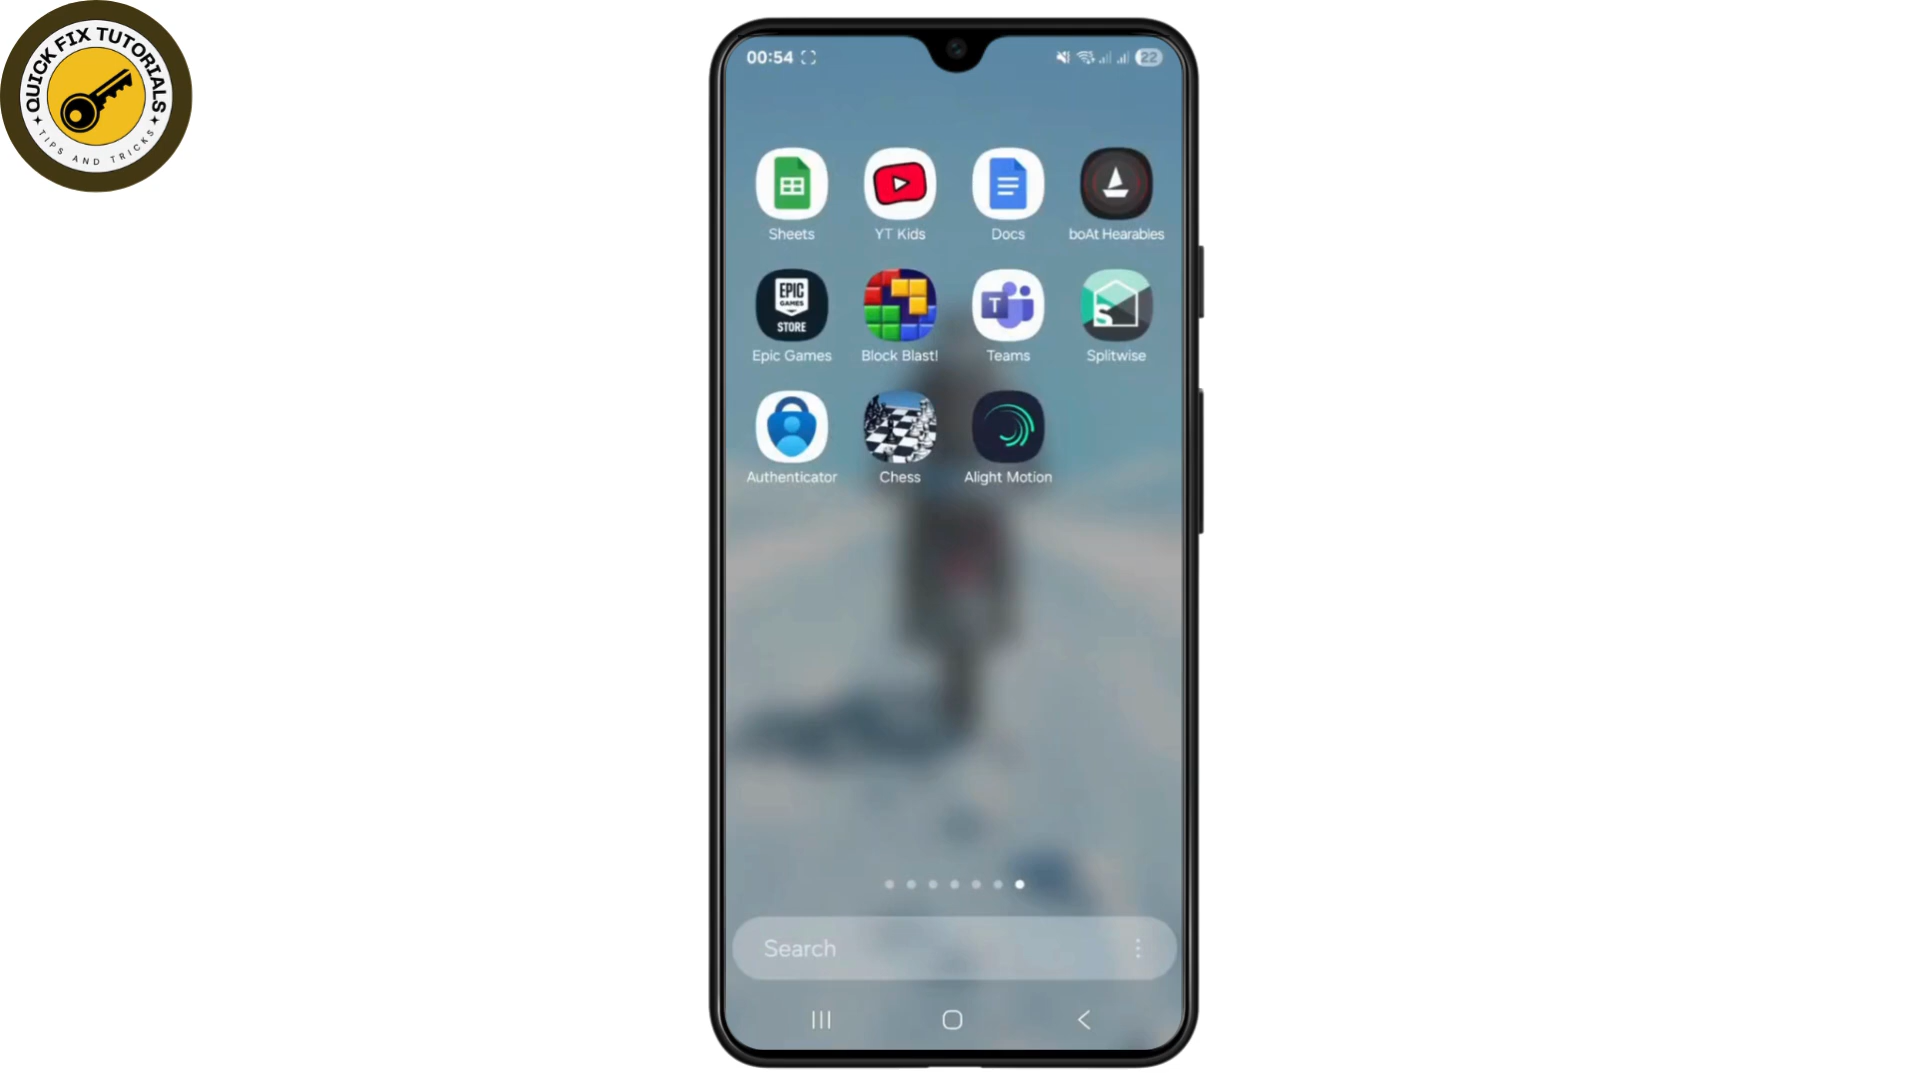 QUICK FIX TUTORIALS
TIPS AND TRICKS
00:54
22
Sheets
YT Kids
Docs
boAt Hearables
EPIC
GAMES
STORE
T
S
Epic Games
Block Blast!
Teams
Splitwise
Authenticator
Chess
Alight Motion
Search